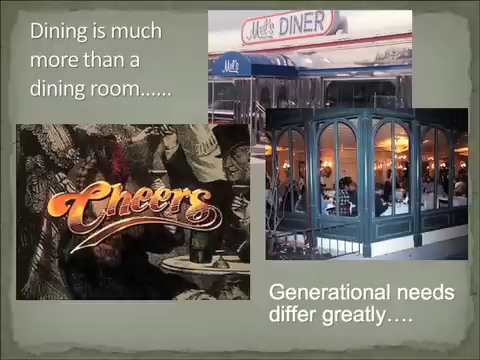 Dining is much
more than a
dining room......
Mel's DINER
Mel's
Cheers
Generational needs
differ greatly....